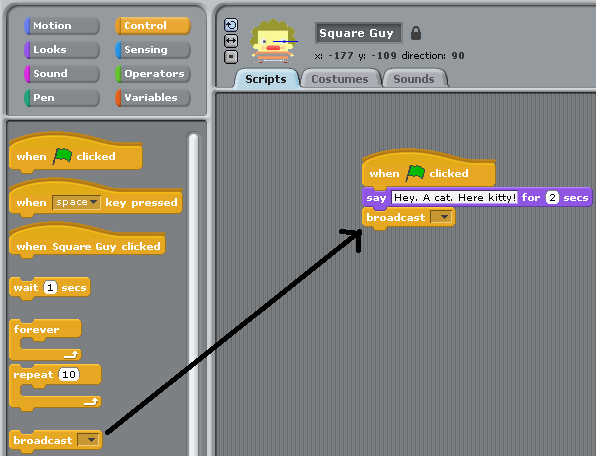 Motion
Control
Looks
Sensing
Sound
Operators
Pen
Variables
Square Guy
x: -177 y: -109 direction: 90
Scripts
Costumes
Sounds
when clicked
when space key pressed
when Square Guy clicked
wait 1 secs
forever
repeat 10
broadcast
when clicked
say Hey. A cat. Here kitty! for 2 secs
broadcast